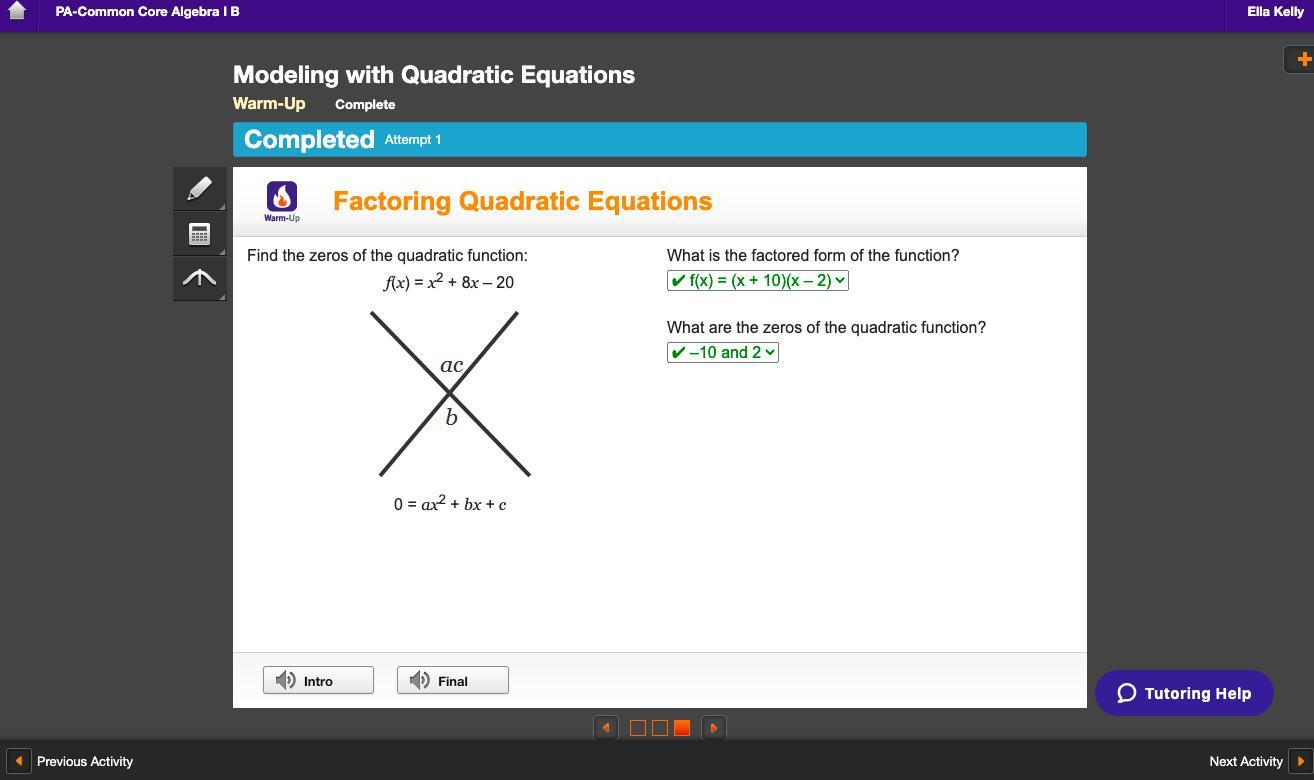 PA-Common Core Algebra I B
Ella Kelly
Modeling with Quadratic Equations
Warm-Up Complete
Completed Attempt 1
Warm-Up
Factoring Quadratic Equations
Find the zeros of the quadratic function:
f(x) = x² + 8x – 20
ac
b
0 = ax² + bx + c
What is the factored form of the function?
✔ f(x) = (x + 10)(x – 2)
What are the zeros of the quadratic function?
✔ –10 and 2
Intro
Final
Tutoring Help
Previous Activity
Next Activity